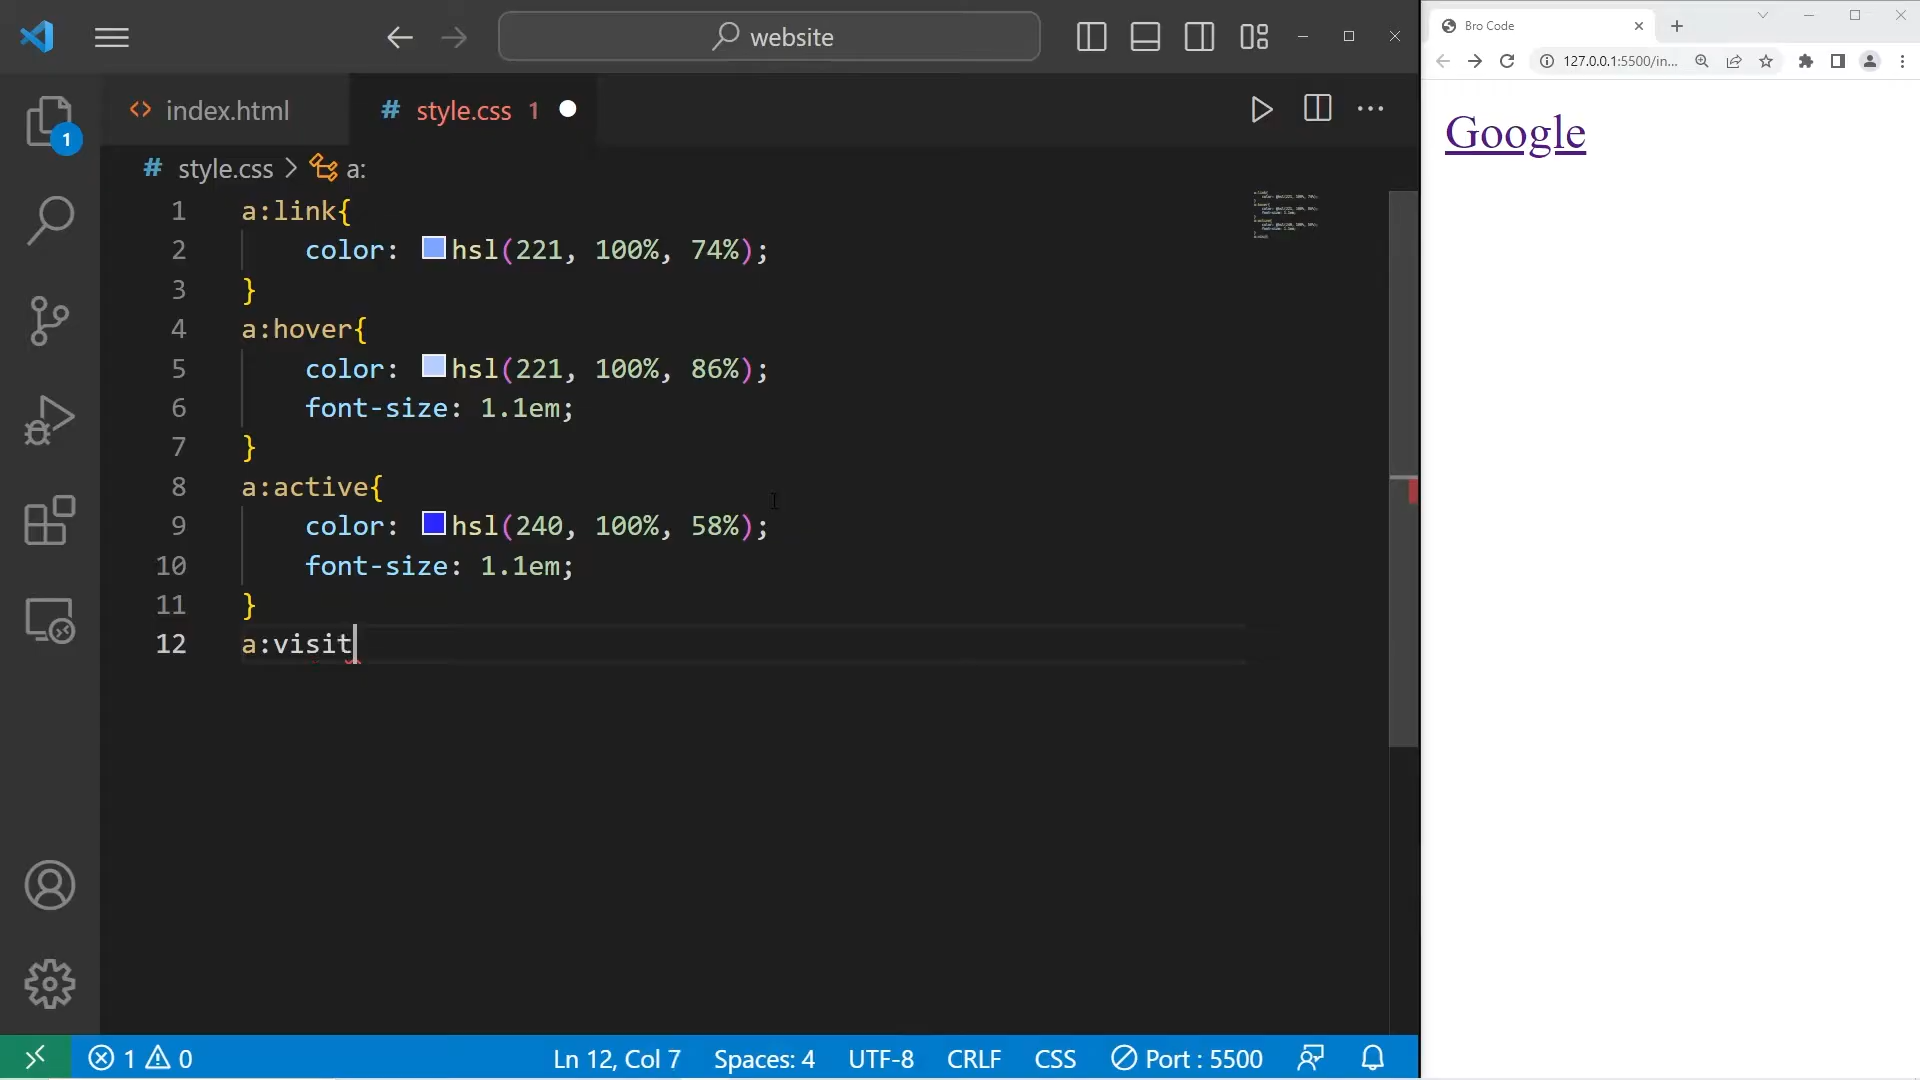 website
index.html
style.css 1
style.css > a:
1 a:link{
2 color: hsl(221, 100%, 74%);
3 }
4 a:hover{
5 color: hsl(221, 100%, 86%);
6 font-size: 1.1em;
7 }
8 a:active{
9 color: hsl(240, 100%, 58%);
10 font-size: 1.1em;
11 }
12 a:visit
1
1 0 Ln 12, Col 7 Spaces: 4 UTF-8 CRLF CSS Port : 5500
Bro Code
127.0.0.1:5500/in...
Google